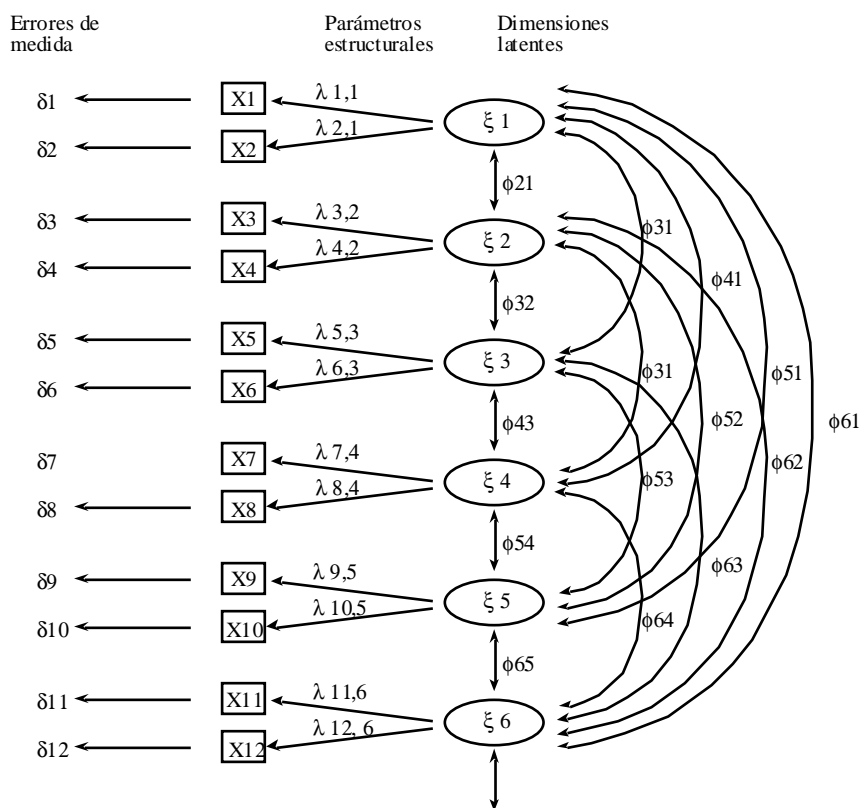 Errores de
medida
Parámetros
estructurales
Dimensiones
latentes
δ1 X1 λ 1,1 ξ 1
δ2 X2 λ 2,1
ϕ21
δ3 X3 λ 3,2 ξ 2 ϕ31
δ4 X4 λ 4,2
ϕ41
ϕ32
δ5 X5 λ 5,3 ξ 3
δ6 X6 λ 6,3 ϕ31 ϕ51
ϕ43 ϕ52 ϕ61
δ7 X7 λ 7,4 ξ 4 ϕ62
δ8 X8 λ 8,4 ϕ53
ϕ54
ϕ63
δ9 X9 λ 9,5 ξ 5
δ10 X10 λ 10,5 ϕ64
ϕ65
δ11 X11 λ 11,6 ξ 6
δ12 X12 λ 12, 6